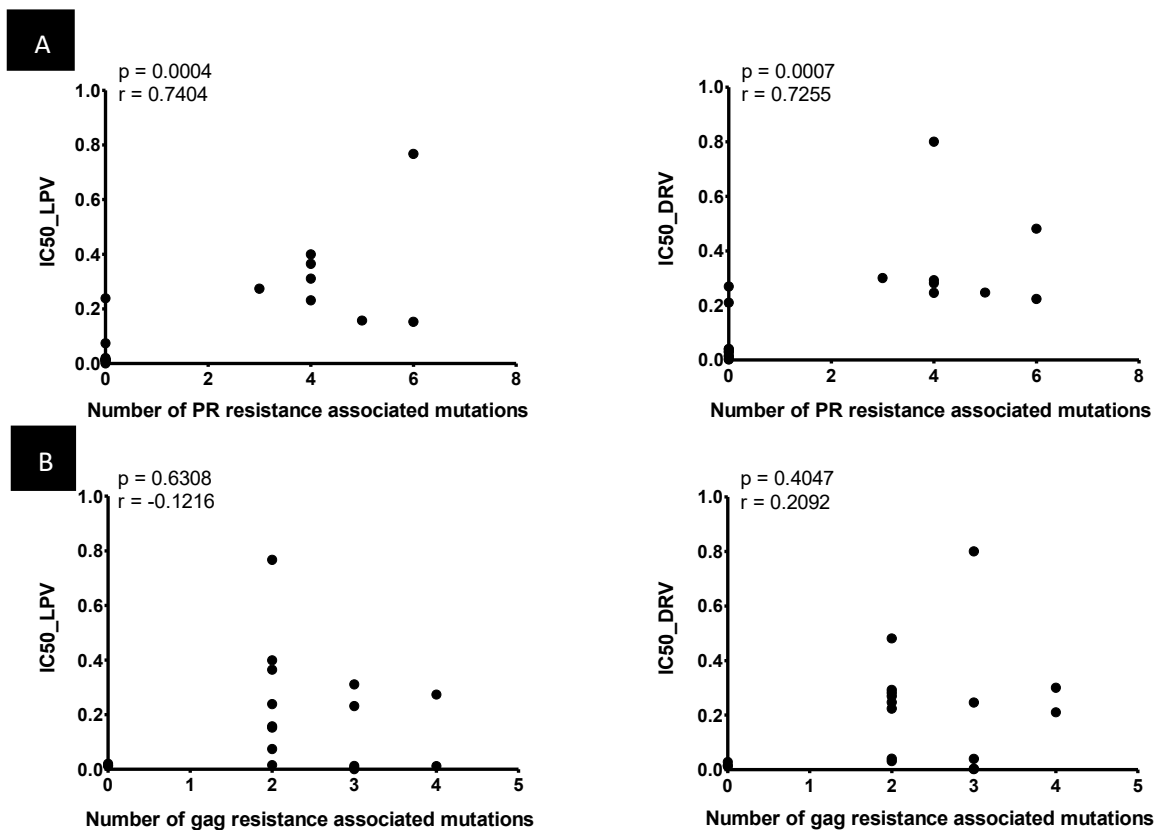 A
p = 0.0004
r = 0.7404
1.0
0.8
0.6
0.4
0.2
0.0
IC50_LPV
0 2 4 6 8
Number of PR resistance associated mutations
p = 0.0007
r = 0.7255
1.0
0.8
0.6
0.4
0.2
0.0
IC50_DRV
0 2 4 6 8
Number of PR resistance associated mutations
B
p = 0.6308
r = -0.1216
1.0
0.8
0.6
0.4
0.2
0.0
IC50_LPV
0 1 2 3 4 5
Number of gag resistance associated mutations
p = 0.4047
r = 0.2092
1.0
0.8
0.6
0.4
0.2
0.0
IC50_DRV
0 1 2 3 4 5
Number of gag resistance associated mutations